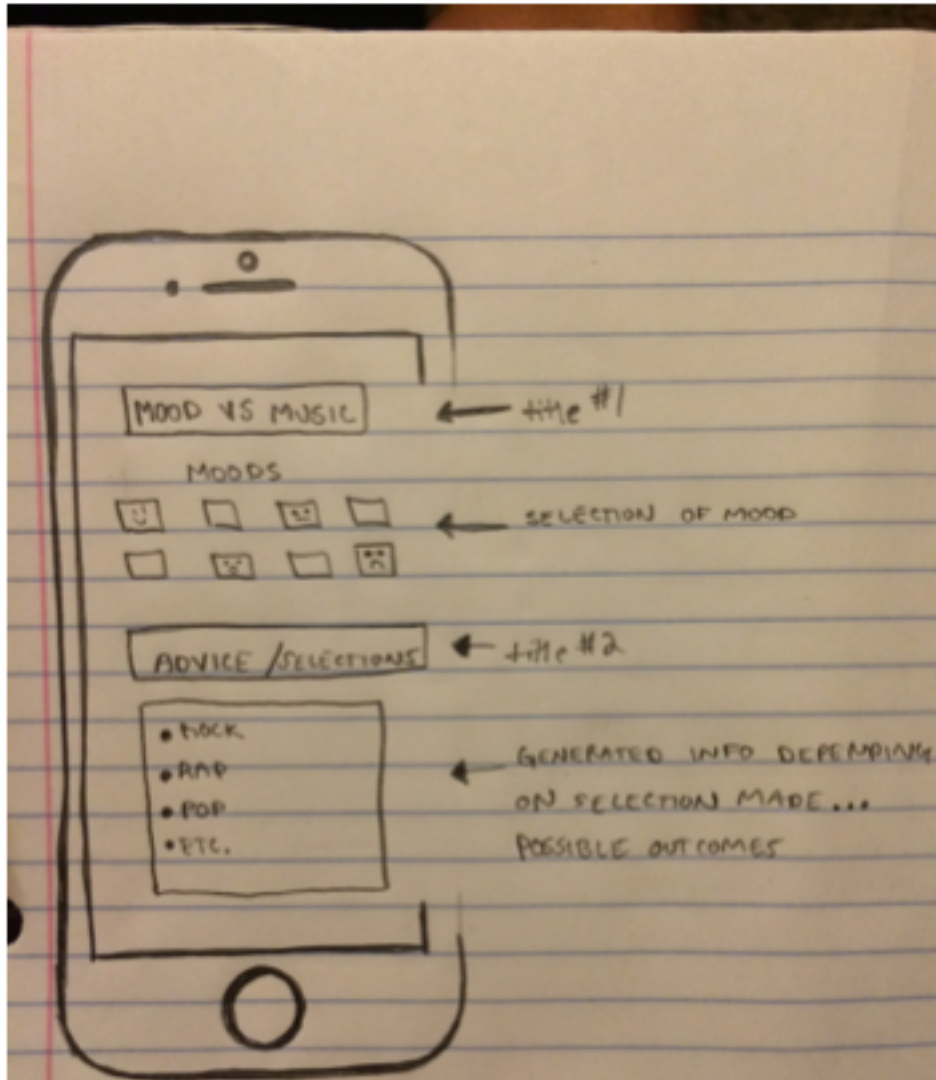 MOOD VS MUSIC
title #1
MOODS
SELECTION OF MOOD
ADVICE /SELECTIONS
title #2
• ROCK
• RAP
• POP
• ETC.
GENERATED INFO DEPENDING
ON SELECTION MADE...
POSSIBLE OUTCOMES